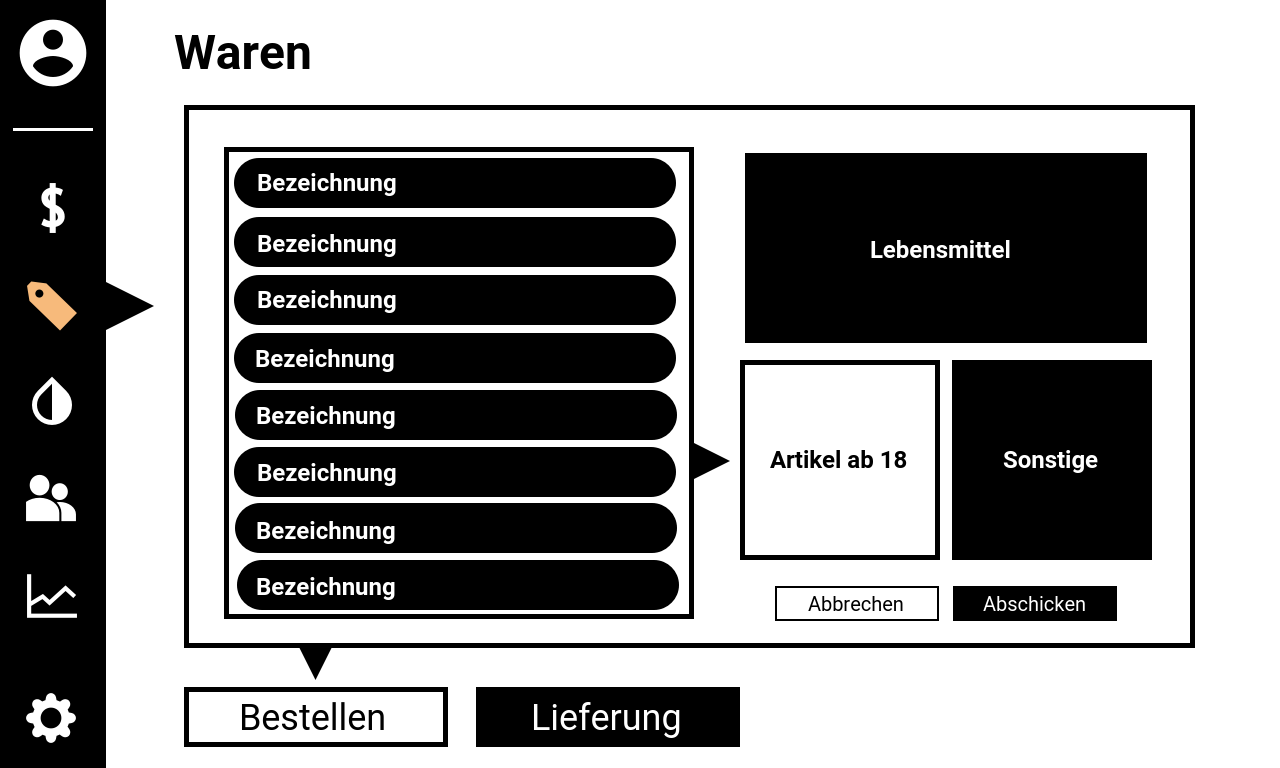 Waren
Bezeichnung
Bezeichnung
Bezeichnung
Bezeichnung
Bezeichnung
Bezeichnung
Bezeichnung
Bezeichnung
Lebensmittel
Artikel ab 18
Sonstige
Abbrechen
Abschicken
Bestellen
Lieferung